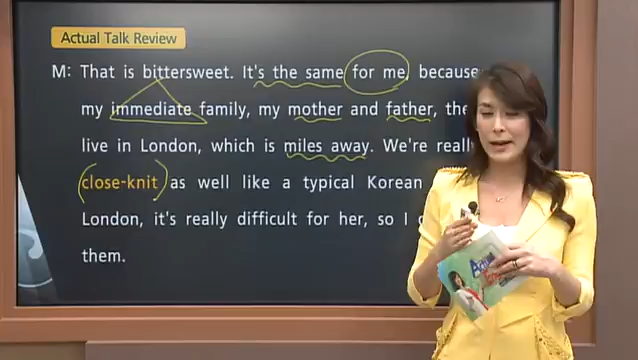 Actual Talk Review
M: That is bittersweet. It's the same for me, because
my immediate family, my mother and father,
live in London, which is miles away. We're
close-knit as well like a typical Korean
London, it's really difficult for her, so I
them.